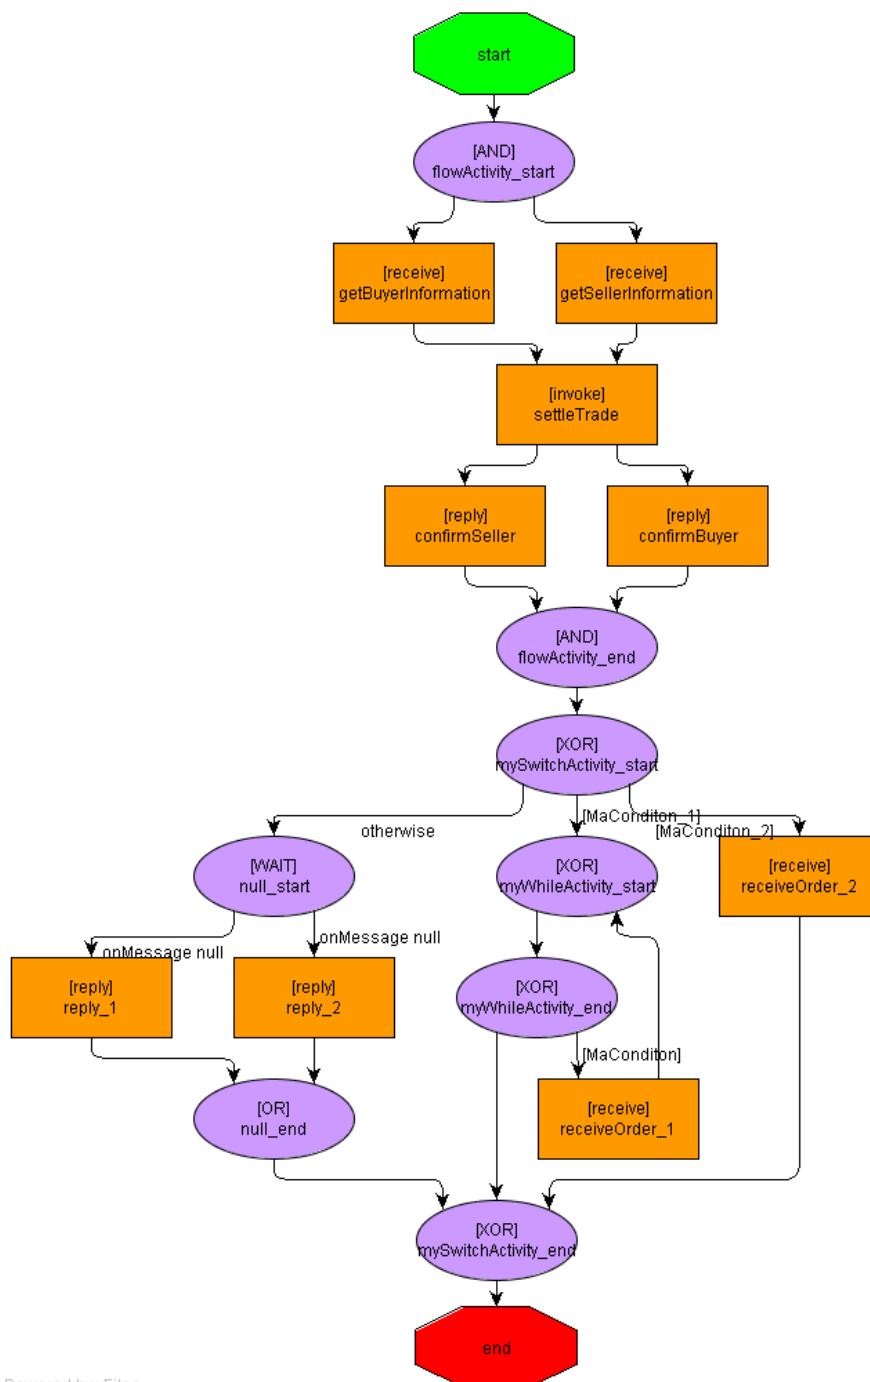 start
[AND]
flowActivity_start
[receive]
getBuyerInformation
[receive]
getSellerInformation
[invoke]
settleTrade
[reply]
confirmSeller
[reply]
confirmBuyer
[AND]
flowActivity_end
[XOR]
mySwitchActivity_start
otherwise
[MaConditon_1]
[MaConditon_2]
[WAIT]
null_start
[XOR]
myWhileActivity_start
[receive]
receiveOrder_2
onMessage null
onMessage null
[reply]
reply_1
[reply]
reply_2
[XOR]
myWhileActivity_end
[MaConditon]
[OR]
null_end
[receive]
receiveOrder_1
[XOR]
mySwitchActivity_end
end